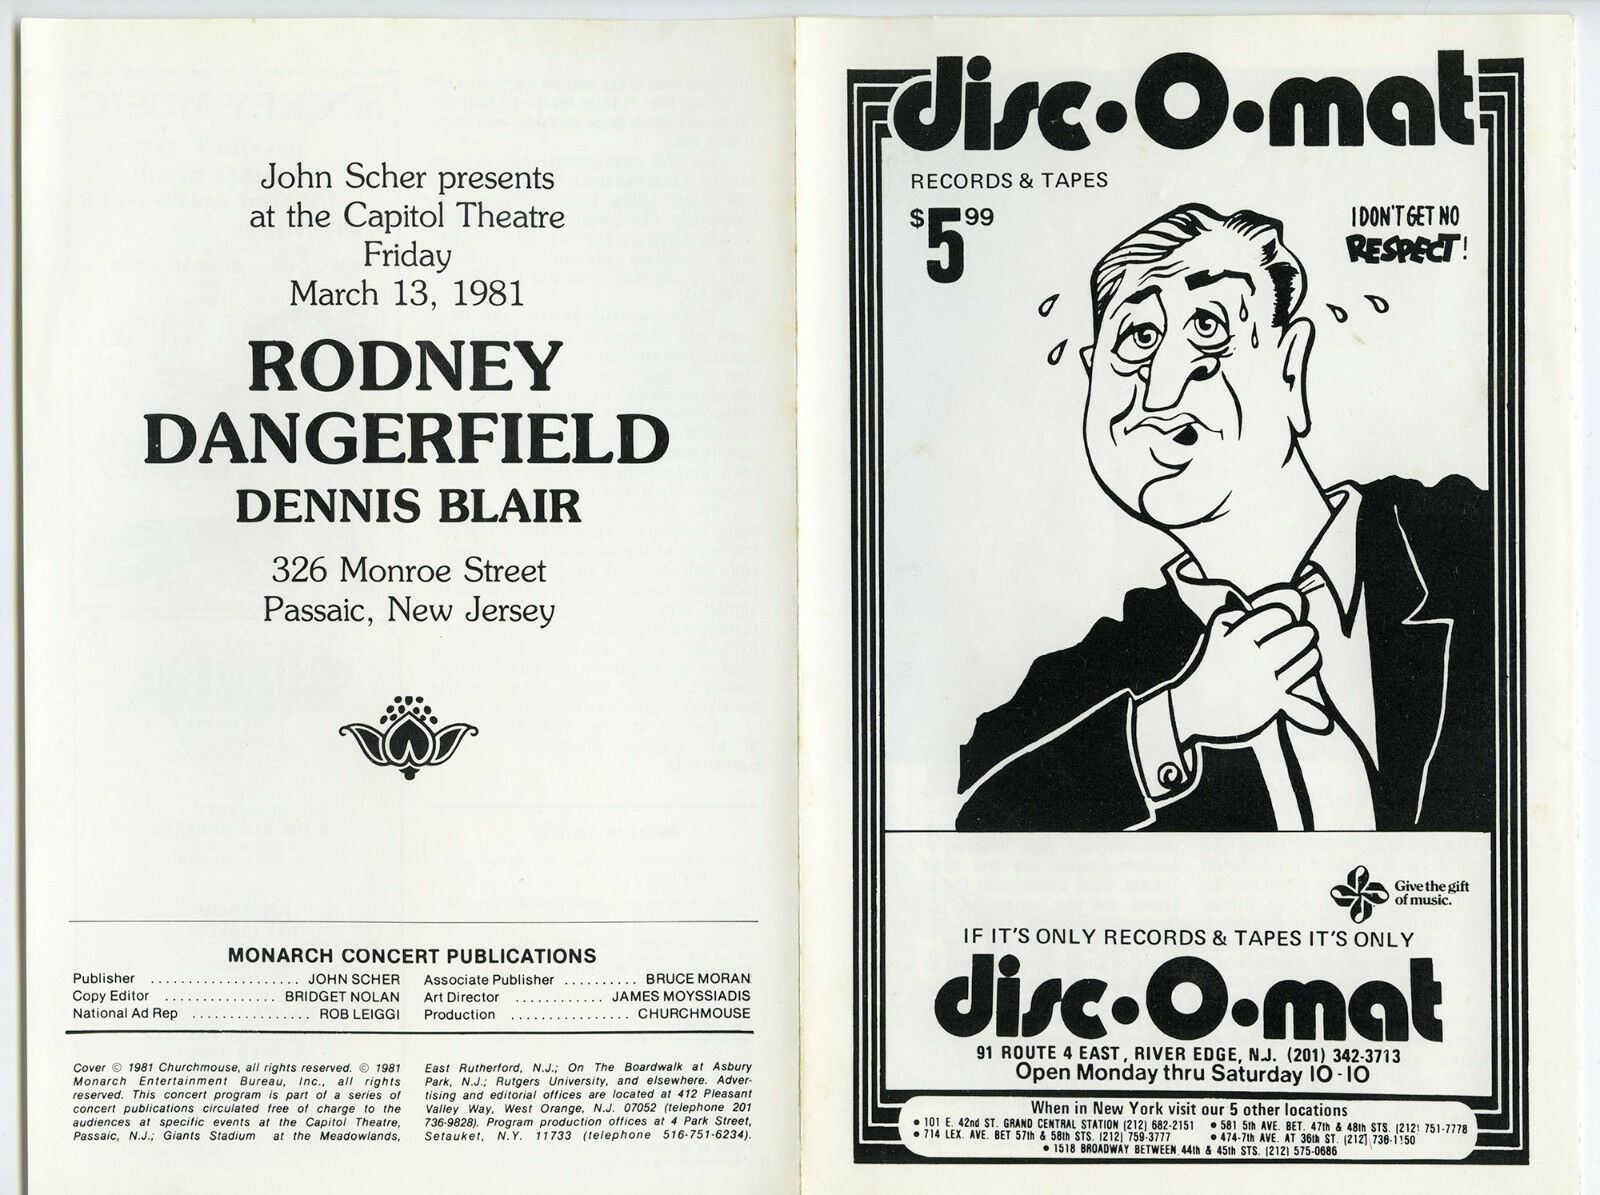 John Scher presents
at the Capitol Theatre
Friday
March 13, 1981
RODNEY
DANGERFIELD
DENNIS BLAIR
326 Monroe Street
Passaic, New Jersey
MONARCH CONCERT PUBLICATIONS
Publisher .................... JOHN SCHER
Copy Editor ............... BRIDGET NOLAN
National Ad Rep ................ ROB LEIGGI
Associate Publisher .......... BRUCE MORAN
Art Director ............ JAMES MOYSSIADIS
Production ................ CHURCHMOUSE
Cover © 1981 Churchmouse, all rights reserved. © 1981
Monarch Entertainment Bureau, Inc., all rights
reserved. This concert program is part of a series of
concert publications circulated free of charge to the
audiences at specific events at the Capitol Theatre,
Passaic, N.J.; Giants Stadium at the Meadowlands,
East Rutherford, N.J.; On The Boardwalk at Asbury
Park, N.J.; Rutgers University, and elsewhere. Adver-
tising and editorial offices are located at 412 Pleasant
Valley Way, West Orange, N.J. 07052 (telephone 201
736-9828). Program production offices at 4 Park Street,
Setauket, N.Y. 11733 (telephone 516-751-6234).
disc•O•mat
RECORDS & TAPES
$5.99
I DON'T GET NO
RESPECT!
Give the gift
of music.
IF IT'S ONLY RECORDS & TAPES IT'S ONLY
disc•O•mat
91 ROUTE 4 EAST, RIVER EDGE, N.J. (201) 342-3713
Open Monday thru Saturday 10-10
When in New York visit our 5 other locations
• 101 E. 42nd ST. GRAND CENTRAL STATION (212) 682-2151 • 581 5th AVE. BET. 47th & 48th STS. (212) 751-7778
• 714 LEX. AVE. BET 57th & 58th STS. (212) 759-3777 • 474-7th AVE. AT 36th ST. (212) 736-1150
• 1518 BROADWAY BETWEEN 44th & 45th STS. (212) 575-0686